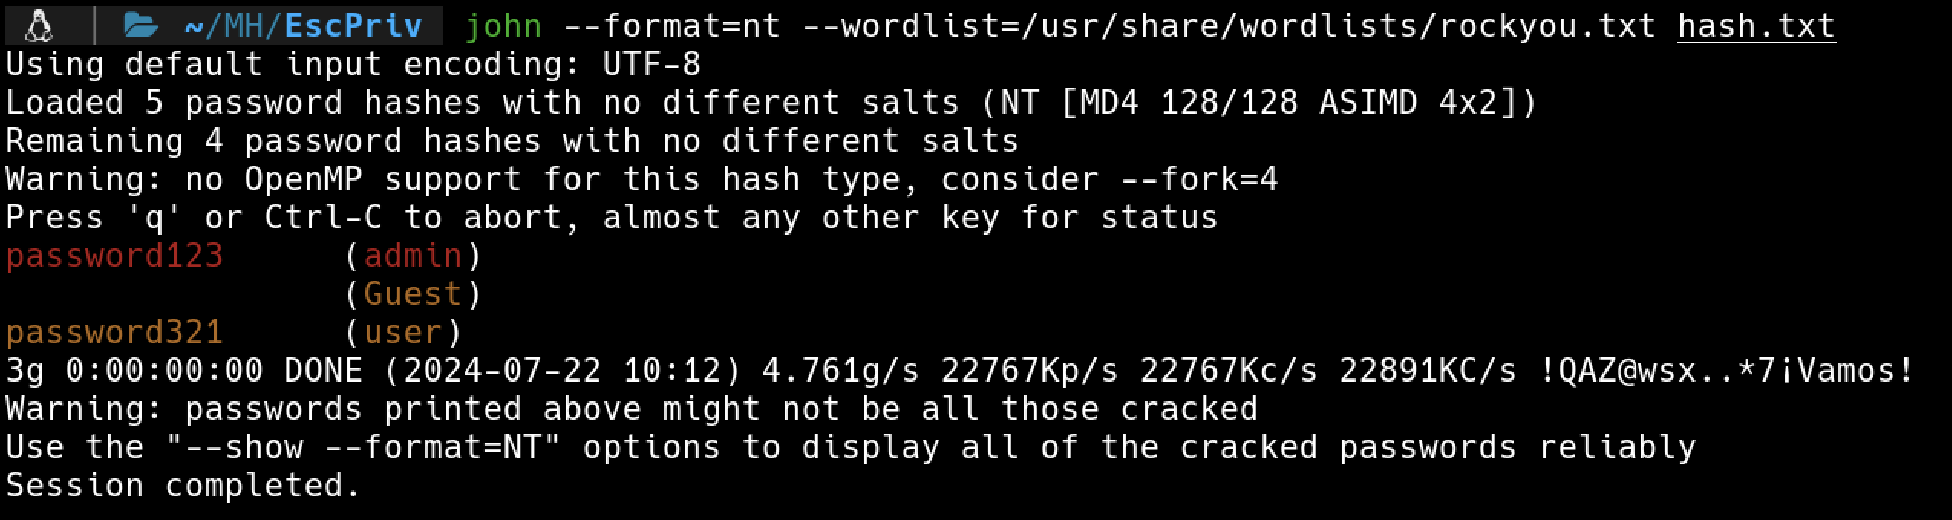 ~/MH/EscPriv john --format=nt --wordlist=/usr/share/wordlists/rockyou.txt hash.txt
Using default input encoding: UTF-8
Loaded 5 password hashes with no different salts (NT [MD4 128/128 ASIMD 4x2])
Remaining 4 password hashes with no different salts
Warning: no OpenMP support for this hash type, consider --fork=4
Press 'q' or Ctrl-C to abort, almost any other key for status
password123      (admin)
                 (Guest)
password321      (user)
3g 0:00:00:00 DONE (2024-07-22 10:12) 4.761g/s 22767Kp/s 22767Kc/s 22891KC/s !QAZ@wsx..*7¡Vamos!
Warning: passwords printed above might not be all those cracked
Use the "--show --format=NT" options to display all of the cracked passwords reliably
Session completed.